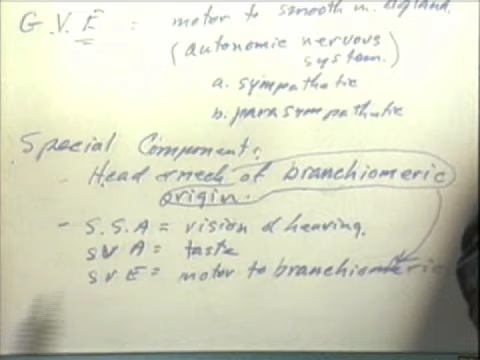 G.V.E : motor to smooth m. & gland.
(autonomic nervous
system.)
a. sympathetic
b. parasympathetic
Special Component:
- Head & neck of branchiomeric
origin.
- S.S.A = vision & hearing.
SVA = taste
SVE = motor to branchiomeric